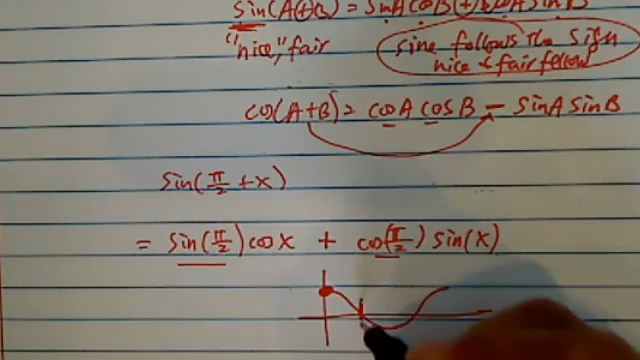 sin(A+B) = sinA cosB (+) cosA sinB
"nice," fair
sine follows the sign
nice & fair follow
cos(A+B) = cosA cosB − sinA sinB
sin(π/2 +x)
= sin(π/2) cosx + cos(π/2) sin(x)